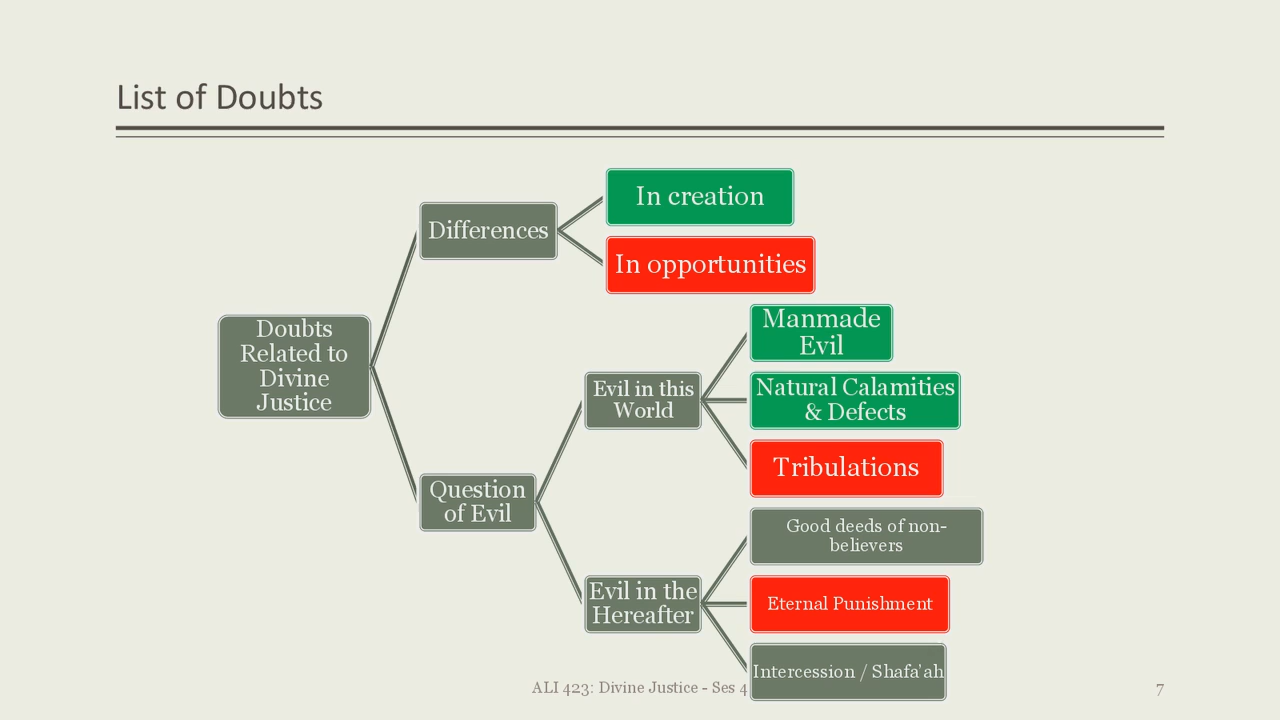 List of Doubts
Doubts
Related to
Divine
Justice
Differences
In creation
In opportunities
Question
of Evil
Evil in this
World
Manmade
Evil
Natural Calamities
& Defects
Tribulations
Evil in the
Hereafter
Good deeds of non-
believers
Eternal Punishment
Intercession / Shafa'ah
ALI 423: Divine Justice - Ses 4
7